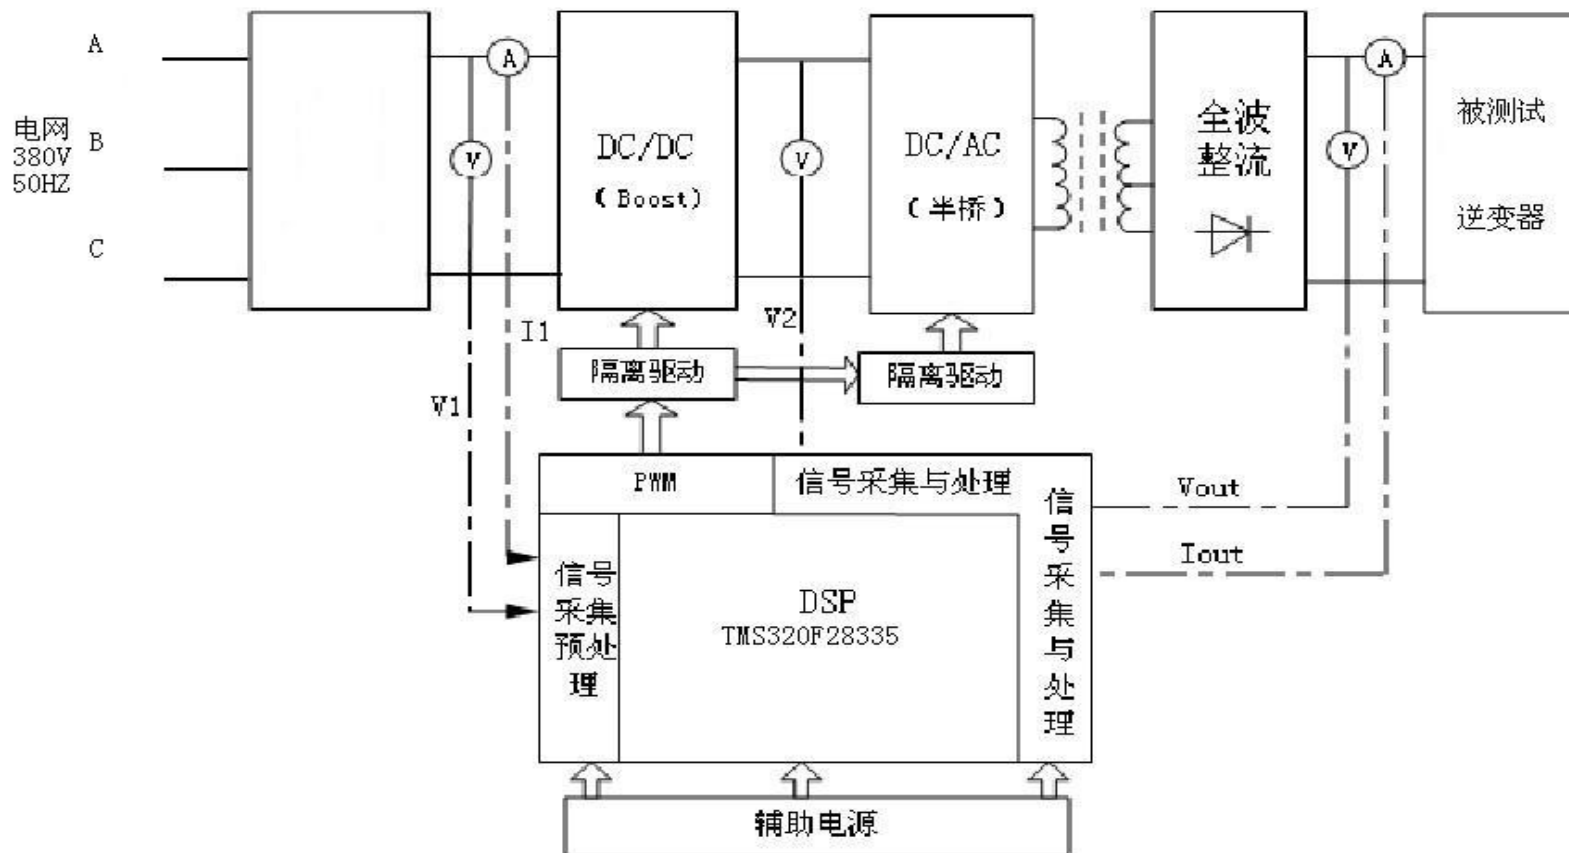 A
电网
380V
50HZ
B
C
A
V
I1
V1
DC/DC
（Boost）
V
V2
DC/AC
（半桥）
全波
整流
A
V
被测试
逆变器
隔离驱动
隔离驱动
PWM
信号采集与处理
信号采集与处理
信号采集预处理
DSP
TMS320F28335
Vout
Iout
辅助电源